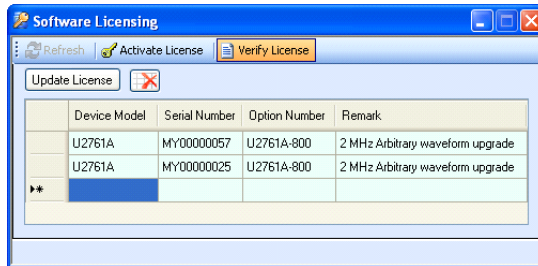 Software Licensing
Refresh Activate License Verify License
Update License
Device Model Serial Number Option Number Remark
U2761A MY00000057 U2761A-800 2 MHz Arbitrary waveform upgrade
U2761A MY00000025 U2761A-800 2 MHz Arbitrary waveform upgrade